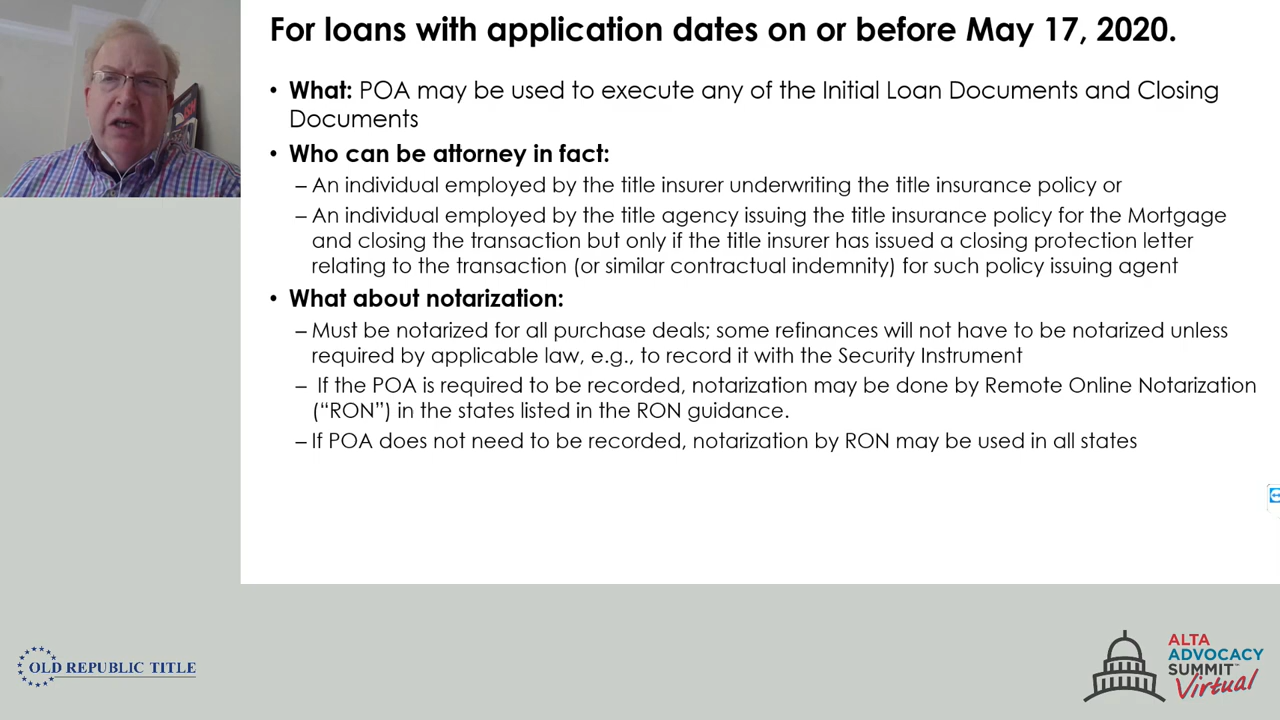 For loans with application dates on or before May 17, 2020.
• What: POA may be used to execute any of the Initial Loan Documents and Closing
Documents
• Who can be attorney in fact:
– An individual employed by the title insurer underwriting the title insurance policy or
– An individual employed by the title agency issuing the title insurance policy for the Mortgage
and closing the transaction but only if the title insurer has issued a closing protection letter
relating to the transaction (or similar contractual indemnity) for such policy issuing agent
• What about notarization:
– Must be notarized for all purchase deals; some refinances will not have to be notarized unless
required by applicable law, e.g., to record it with the Security Instrument
– If the POA is required to be recorded, notarization may be done by Remote Online Notarization
(“RON”) in the states listed in the RON guidance.
– If POA does not need to be recorded, notarization by RON may be used in all states
OLD REPUBLIC TITLE
ALTA
ADVOCACY
SUMMIT™
Virtual